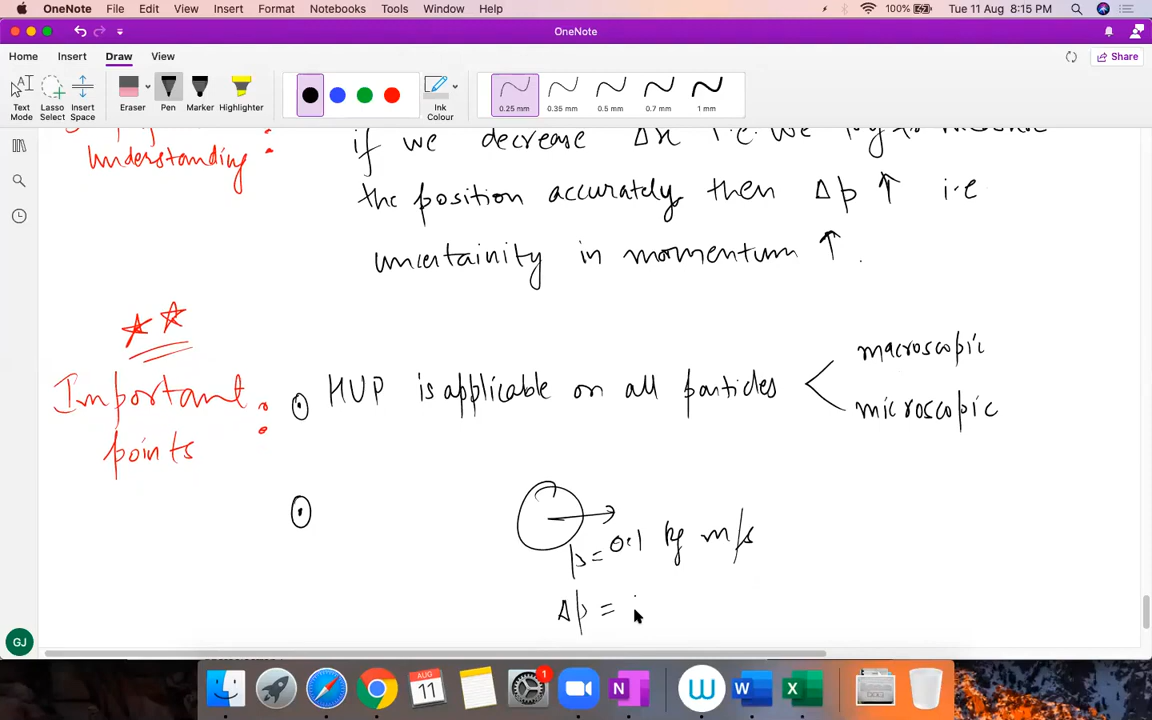 OneNote File Edit View Insert Format Notebooks Tools Window Help 100% Tue 11 Aug 8:15 PM
OneNote
Home Insert Draw View Share
Text Mode Lasso Select Insert Space Eraser Pen Marker Highlighter Ink Colour 0.25 mm 0.35 mm 0.5 mm 0.7 mm 1 mm
if we decrease Δx i.e. we
understanding :
the position accurately then Δp ↑ i.e
uncertainity in momentum ↑ .
macroscopic
Important points :
HUP is applicable on all particles
microscopic
p = 0.1 kg m/s
Δp =
GJ
11
1